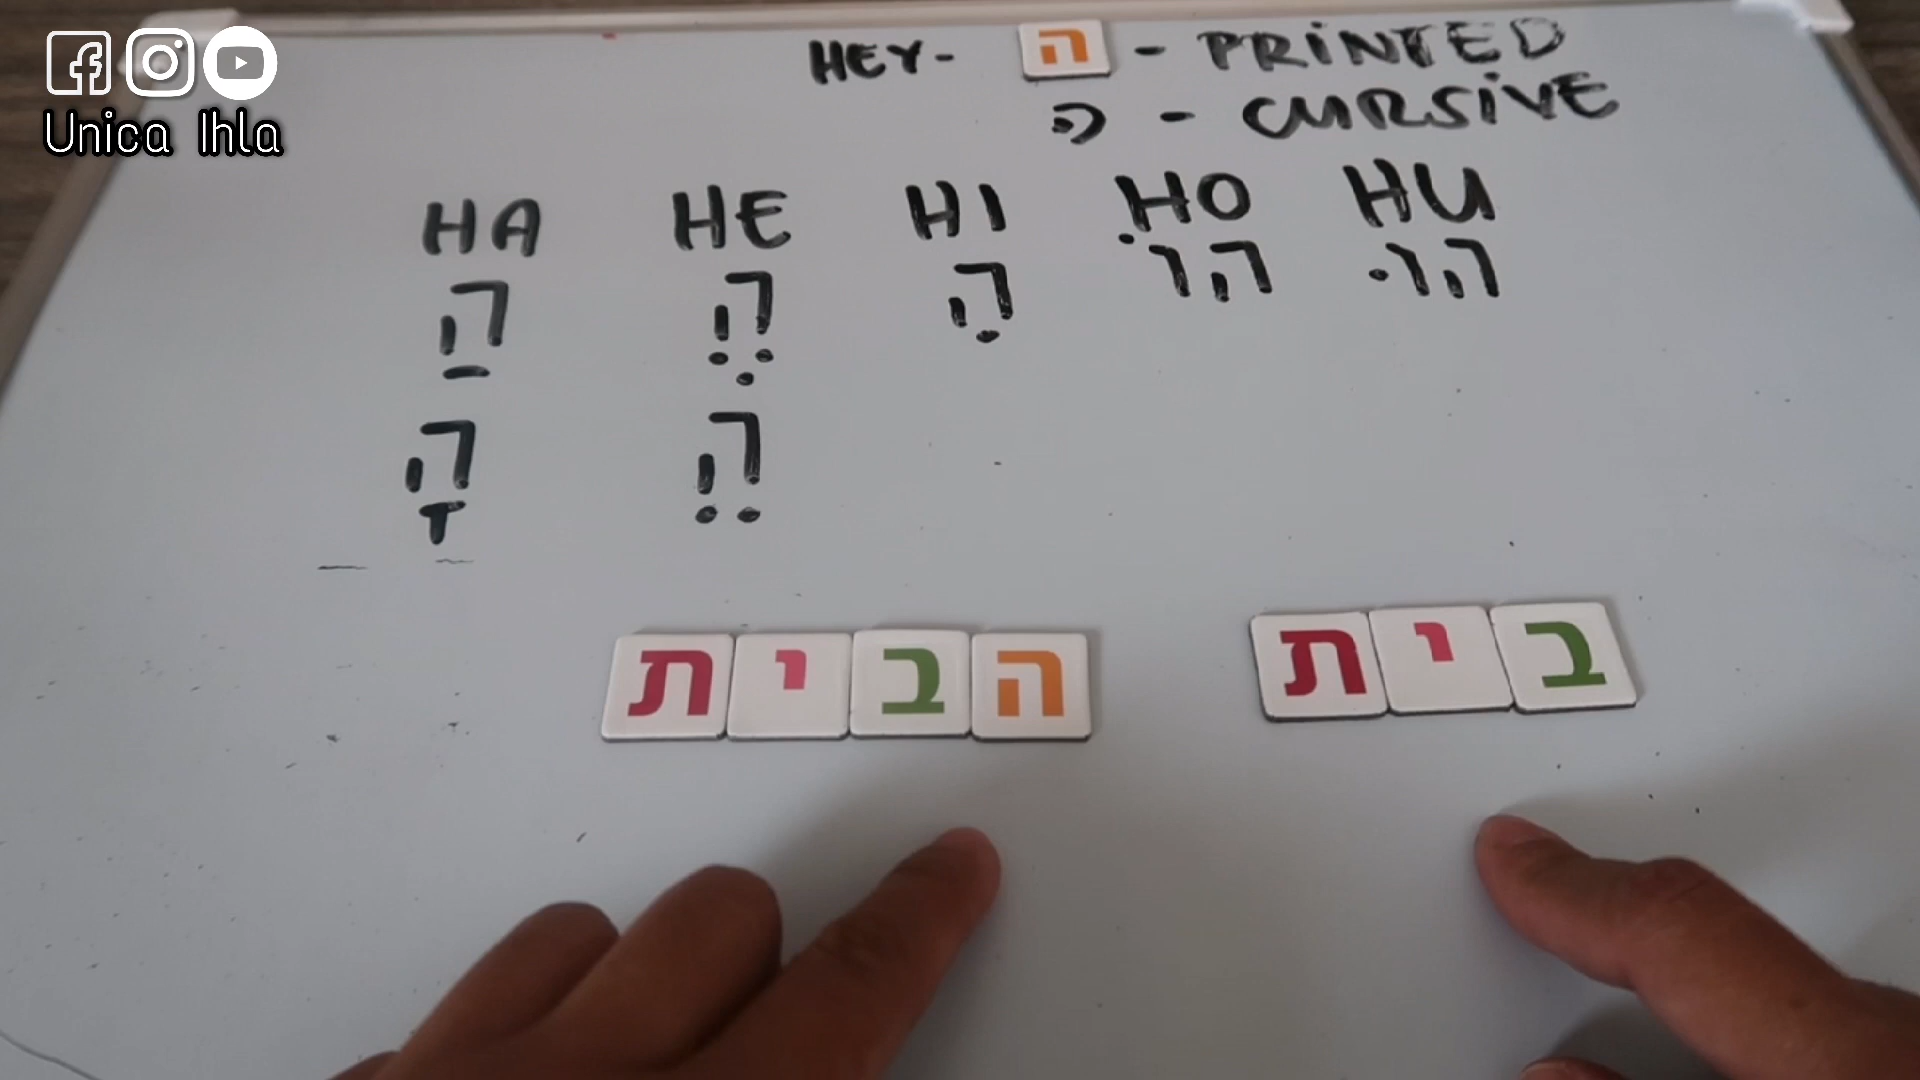 Unica Ihla
HEY - ה - PRINTED
ה - CURSIVE
HA HE HI HO HU
הַ הֶ הִ הוֹ הוּ
הָ הֵ
הבית בית